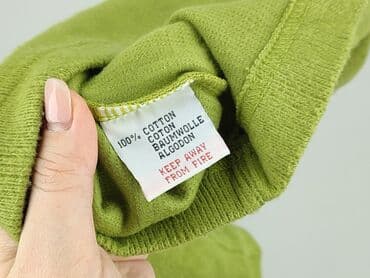 100% COTTON
COTON
BAUMWOLLE
ALGODON
KEEP AWAY
FROM FIRE